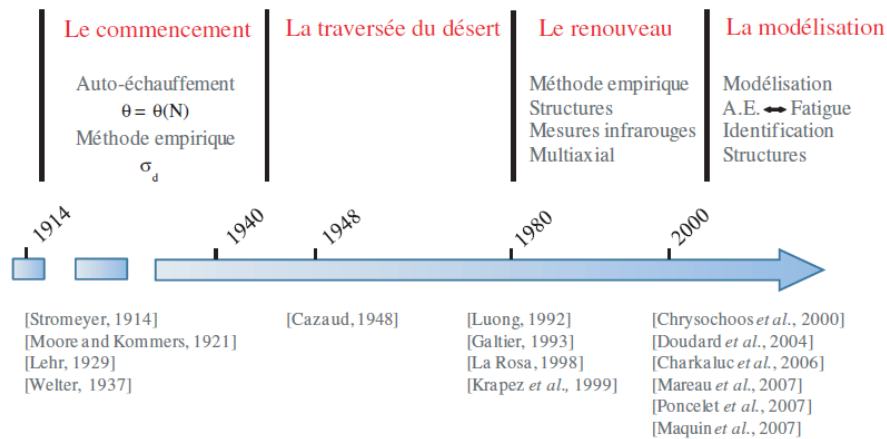 Le commencement
Auto-échauffement
θ = θ(N)
Méthode empirique
σd
La traversée du désert
Le renouveau
Méthode empirique
Structures
Mesures infrarouges
Multiaxial
La modélisation
Modélisation
A.E. ↔ Fatigue
Identification
Structures
1914
1940
1948
1980
2000
[Stromeyer, 1914]
[Moore and Kommers, 1921]
[Lehr, 1929]
[Welter, 1937]
[Cazaud, 1948]
[Luong, 1992]
[Galtier, 1993]
[La Rosa, 1998]
[Krapez et al., 1999]
[Chrysochoos et al., 2000]
[Doudard et al., 2004]
[Charkaluc et al., 2006]
[Mareau et al., 2007]
[Poncelet et al., 2007]
[Maquin et al., 2007]